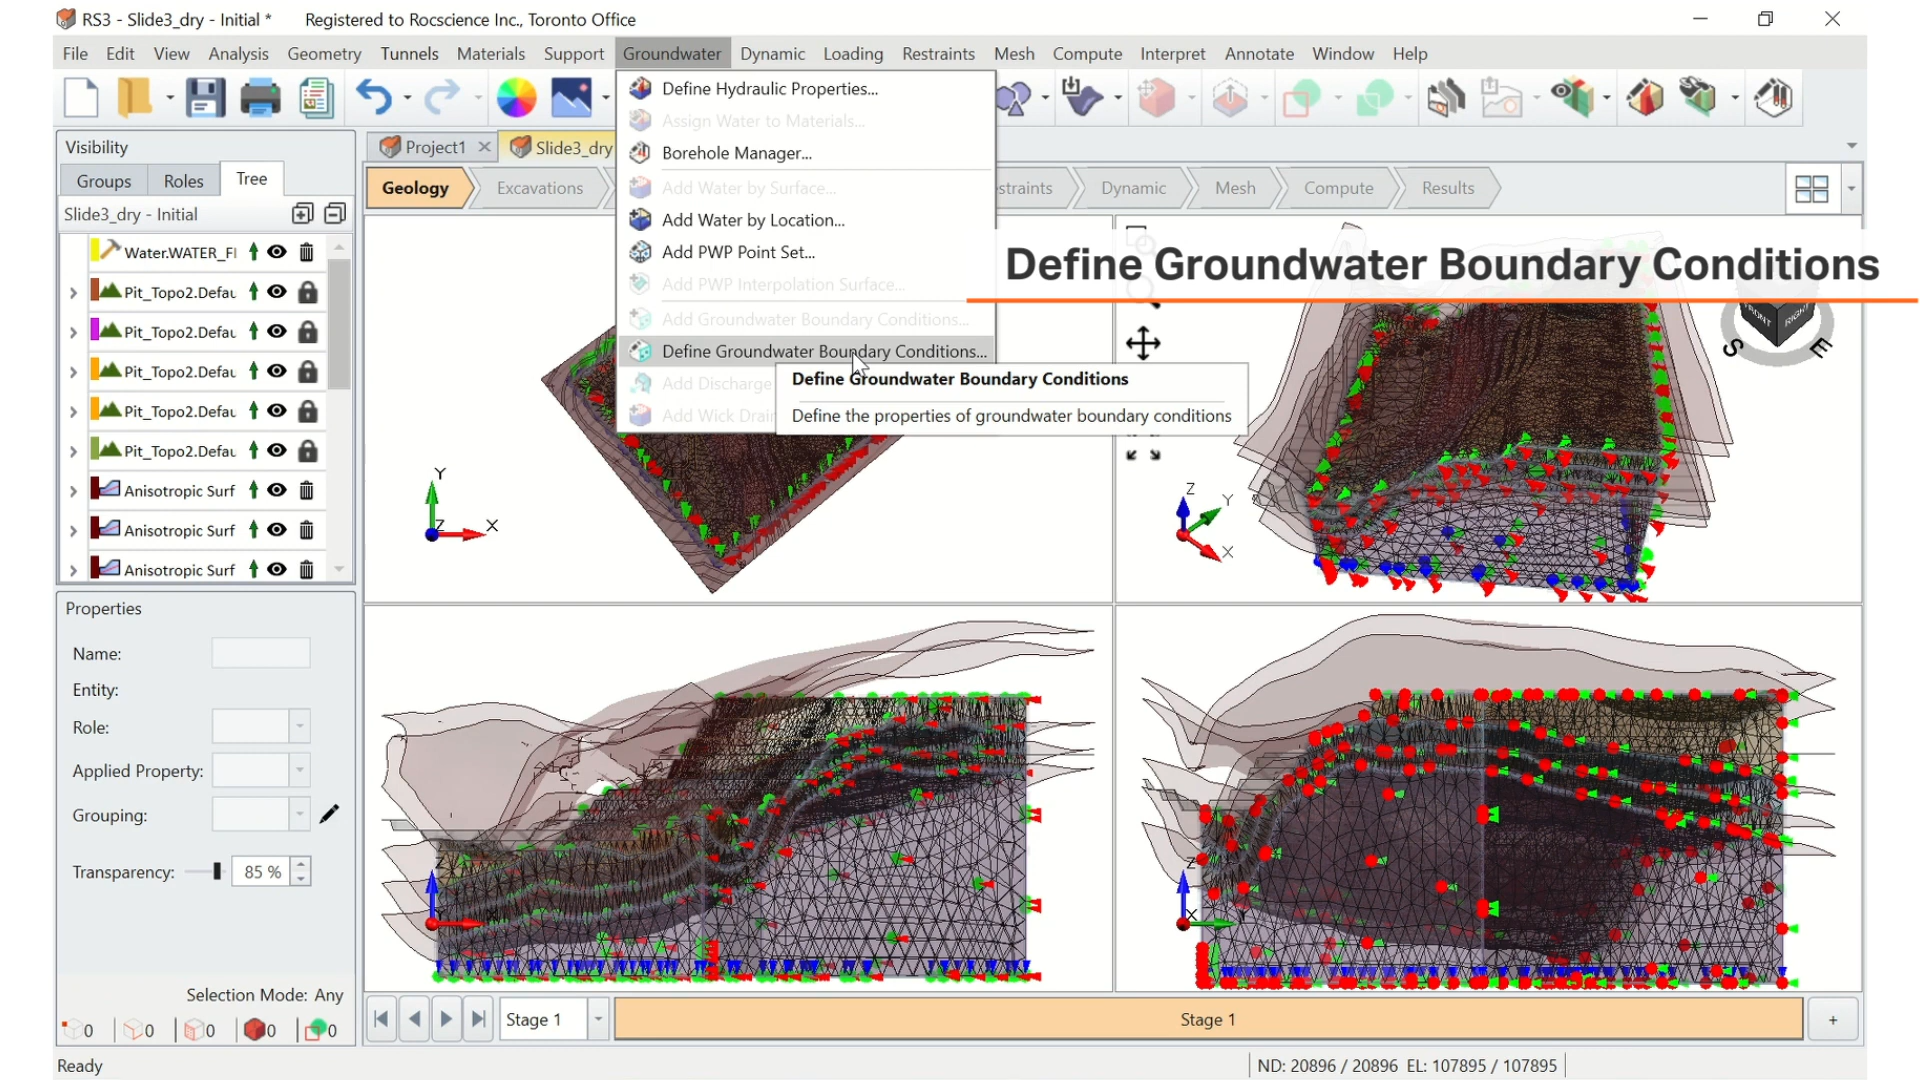 RS3 - Slide3_dry - Initial * Registered to Rocscience Inc., Toronto Office
File Edit View Analysis Geometry Tunnels Materials Support Groundwater Dynamic Loading Restraints Mesh Compute Interpret Annotate Window Help
Define Hydraulic Properties...
Assign Water to Materials...
Borehole Manager...
Add Water by Surface...
Add Water by Location...
Add PWP Point Set...
Add PWP Interpolation Surface...
Add Groundwater Boundary Conditions...
Define Groundwater Boundary Conditions...
Add Discharge
Add Wick Drain
Define Groundwater Boundary Conditions
Define the properties of groundwater boundary conditions
Define Groundwater Boundary Conditions
Visibility
Groups Roles Tree
Slide3_dry - Initial
Water.WATER_FI
Pit_Topo2.Defau
Pit_Topo2.Defau
Pit_Topo2.Defau
Pit_Topo2.Defau
Pit_Topo2.Defau
Anisotropic Surf
Anisotropic Surf
Anisotropic Surf
Project1 Slide3_dry
Geology Excavations straints Dynamic Mesh Compute Results
FRONT RIGHT
S E
Y
Z X
Z
Y
X
Z
Z
X
Properties
Name:
Entity:
Role:
Applied Property:
Grouping:
Transparency: 85 %
Selection Mode: Any
0 0 0 0 0
Stage 1 Stage 1 +
Ready ND: 20896 / 20896 EL: 107895 / 107895